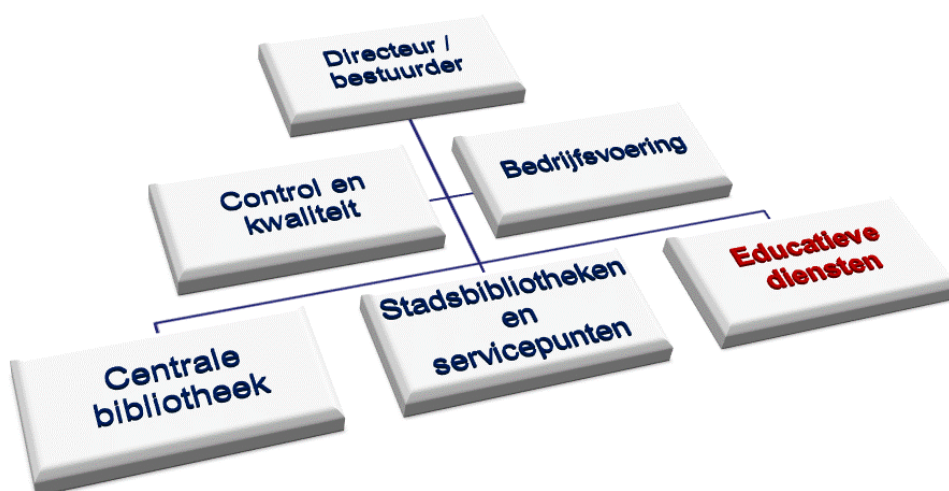 Directeur /
bestuurder
Control en
kwaliteit
Bedrijfsvoering
Centrale
bibliotheek
Stadsbibliotheken
en
servicepunten
Educatieve
diensten